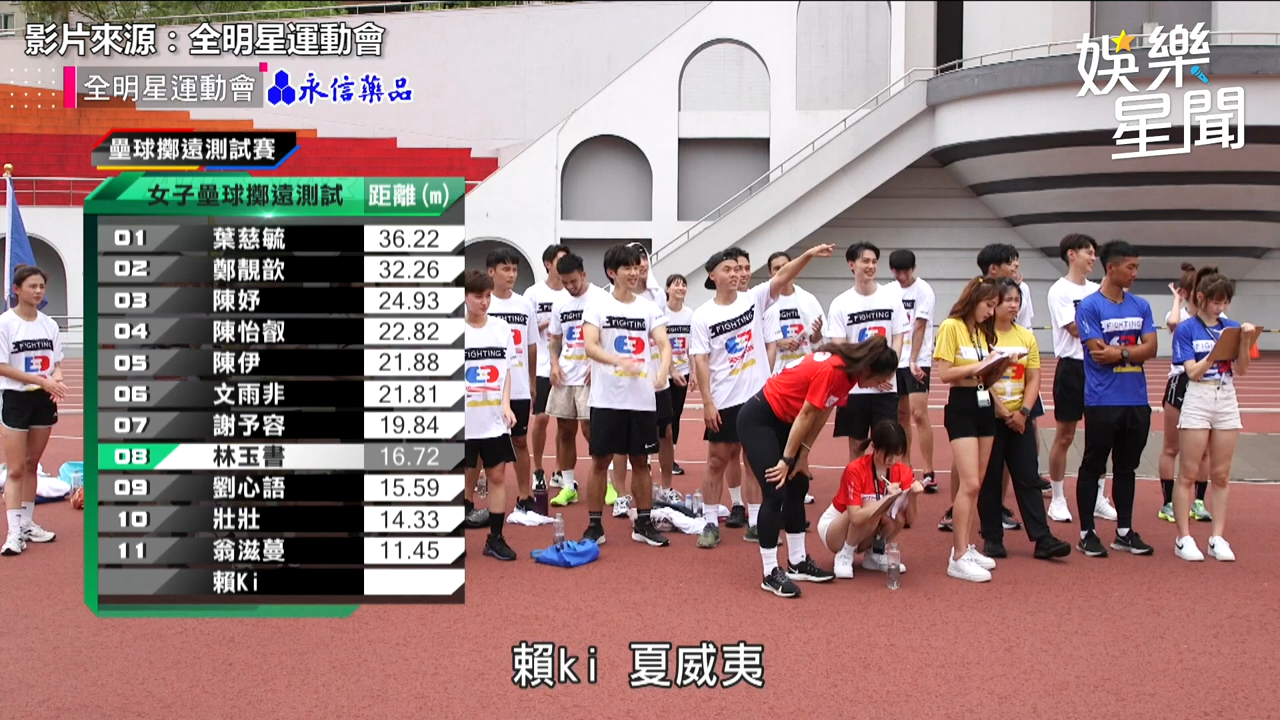 影片來源：全明星運動會
全明星運動會 永信藥品
娛樂
星聞
壘球擲遠測試賽
女子壘球擲遠測試 距離(m)
01 葉慈毓 36.22
02 鄭靚歆 32.26
03 陳妤 24.93
04 陳怡叡 22.82
05 陳伊 21.88
06 文雨非 21.81
07 謝予容 19.84
08 林玉書 16.72
09 劉心語 15.59
10 壯壯 14.33
11 翁滋蔓 11.45
賴Ki
FIGHTING
FIGHTING
FIGHTING
賴ki 夏威夷